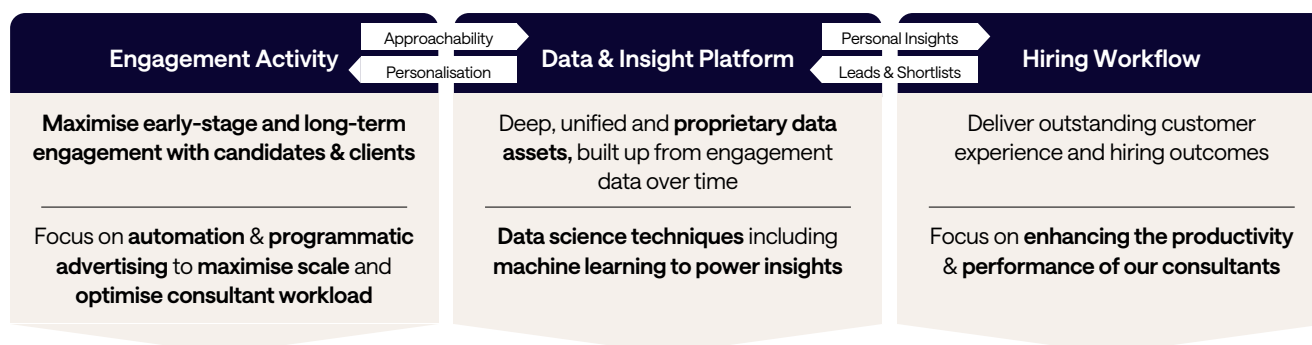 Engagement Activity
Approachability
Personalisation
Data & Insight Platform
Personal Insights
Leads & Shortlists
Hiring Workflow
Maximise early-stage and long-term
engagement with candidates & clients
Focus on automation & programmatic
advertising to maximise scale and
optimise consultant workload
Deep, unified and proprietary data
assets, built up from engagement
data over time
Data science techniques including
machine learning to power insights
Deliver outstanding customer
experience and hiring outcomes
Focus on enhancing the productivity
& performance of our consultants